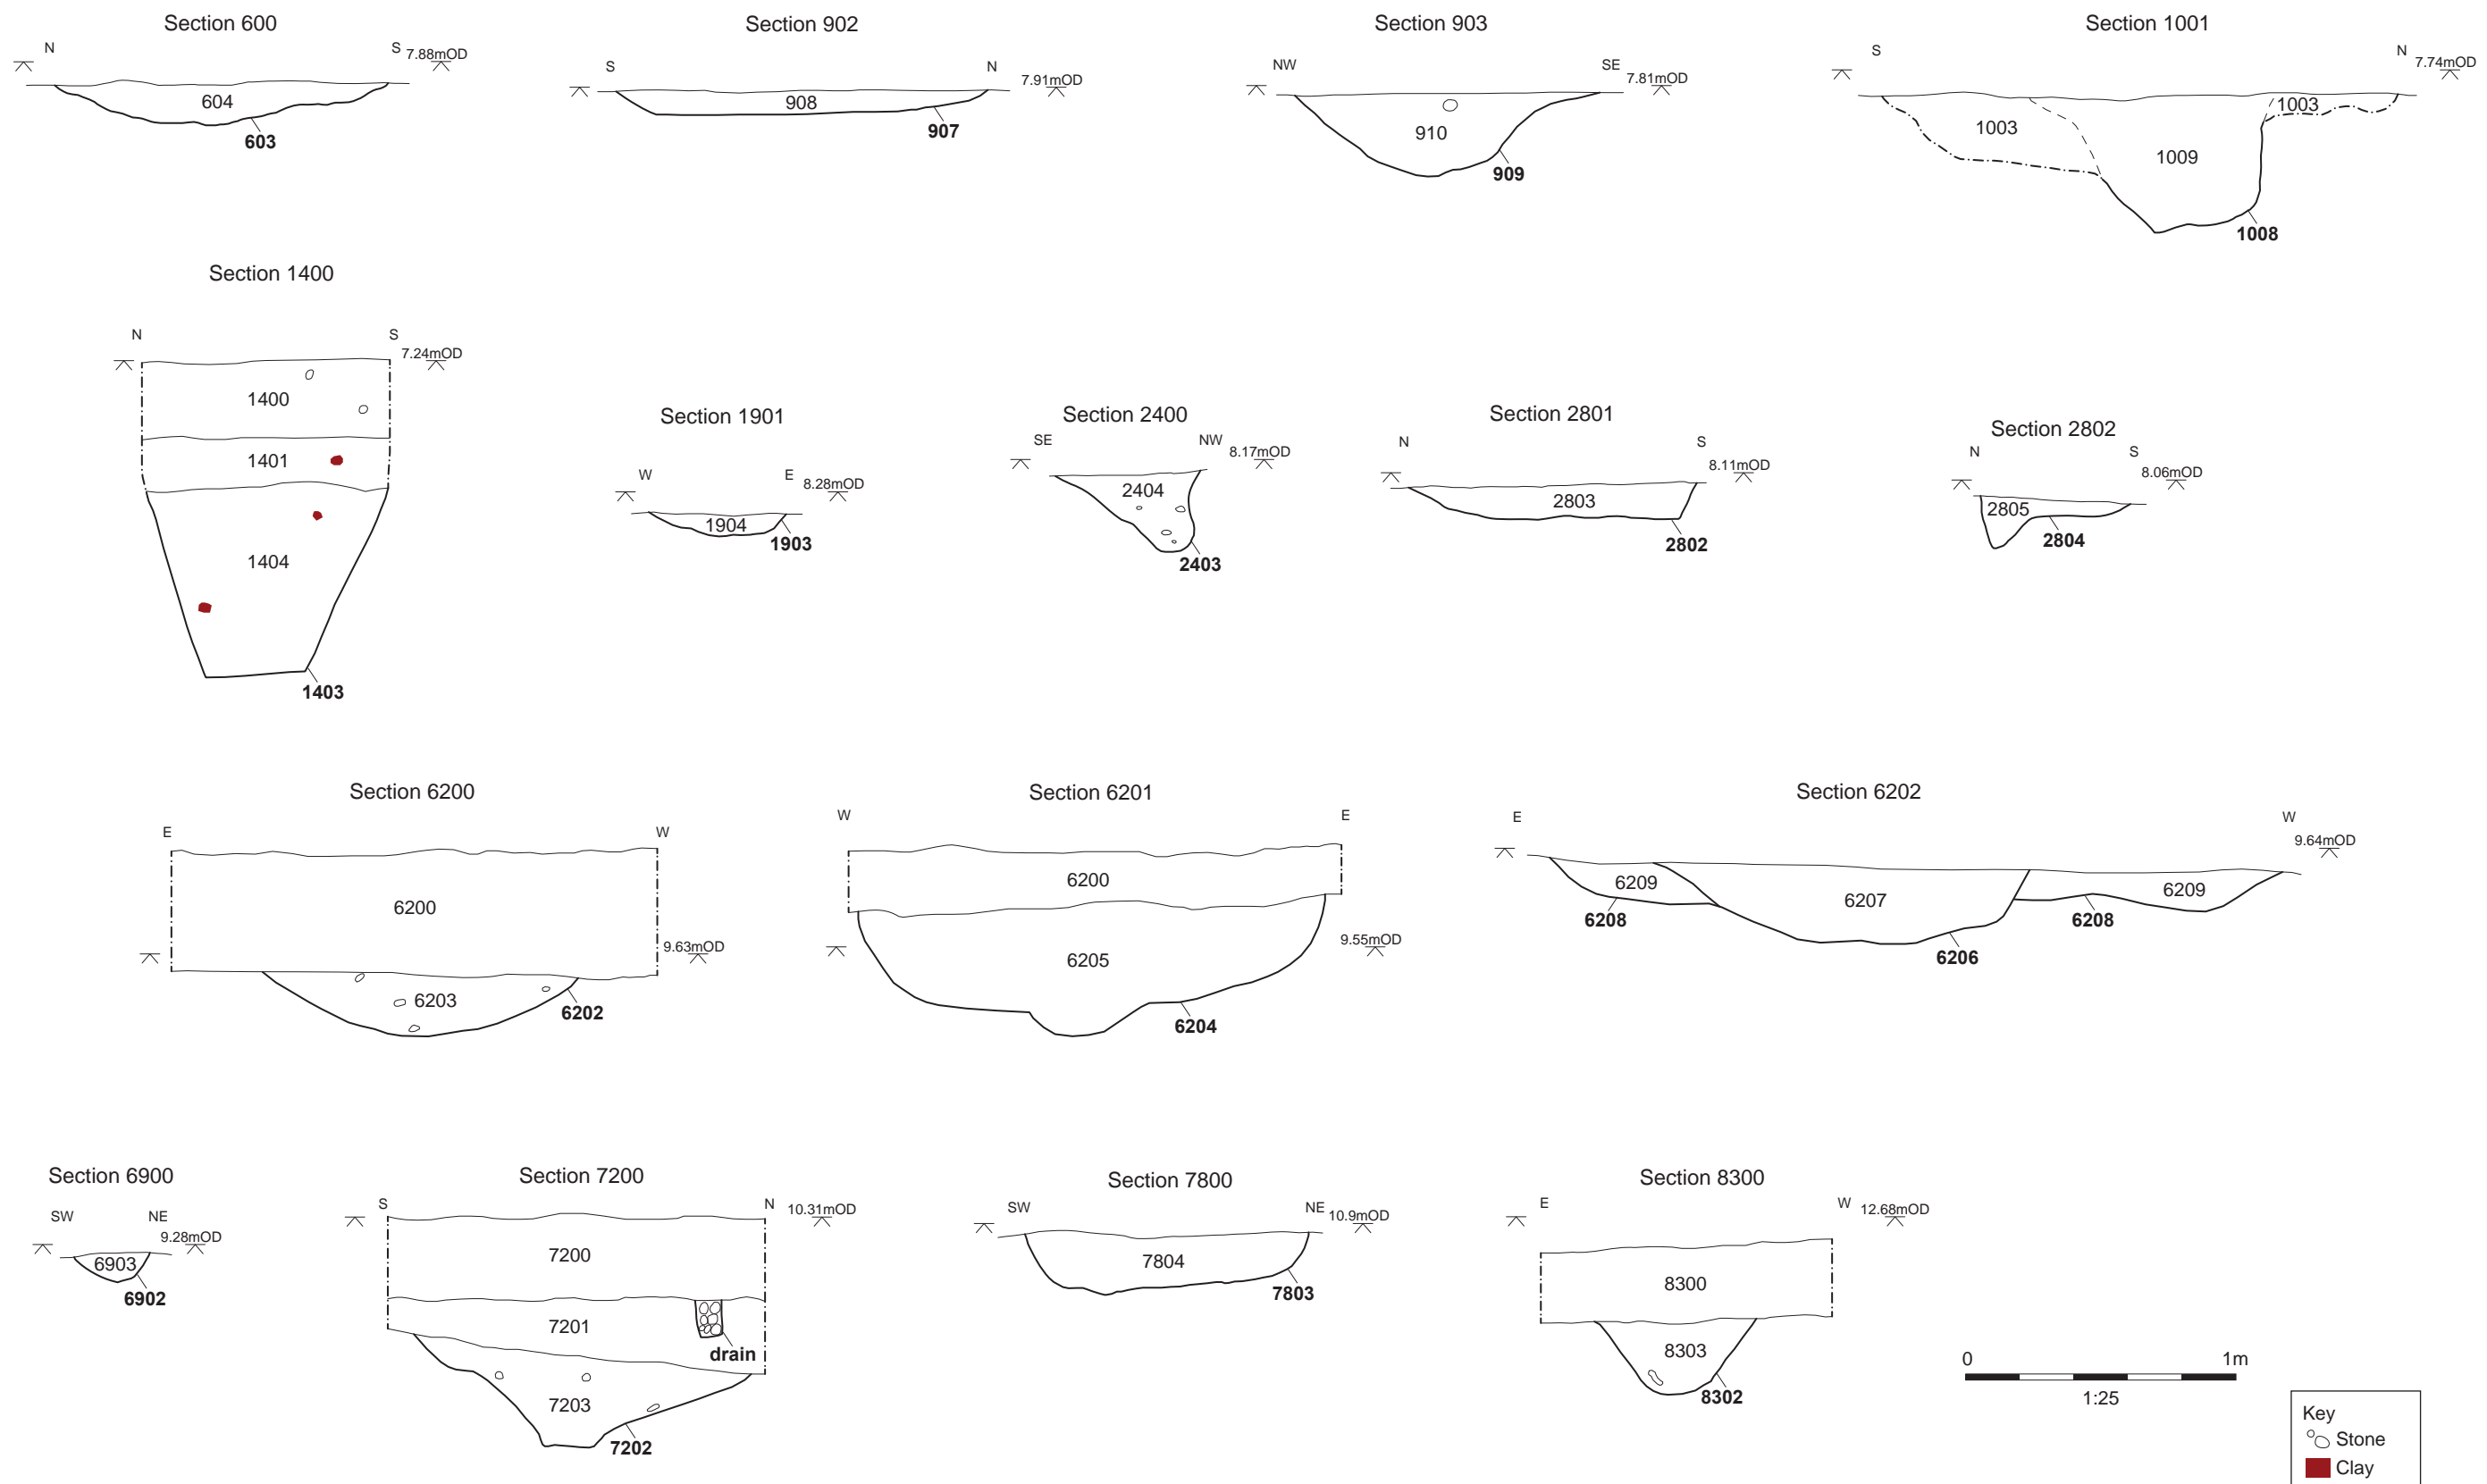 Section 600
N
S
7.88mOD
604
603
Section 902
S
N
7.91mOD
908
907
Section 903
NW
SE
7.81mOD
910
909
Section 1001
S
N
7.74mOD
1003
1003
1009
1008
Section 1400
N
S
7.24mOD
1400
1401
1404
1403
Section 1901
W
E
8.28mOD
1904
1903
Section 2400
SE
NW
8.17mOD
2404
2403
Section 2801
N
S
8.11mOD
2803
2802
Section 2802
N
S
8.06mOD
2805
2804
Section 6200
E
W
6200
9.63mOD
6203
6202
Section 6201
W
E
6200
9.55mOD
6205
6204
Section 6202
E
W
9.64mOD
6209
6207
6209
6208
6208
6206
Section 6900
SW
NE
9.28mOD
6903
6902
Section 7200
S
N
10.31mOD
7200
7201
drain
7203
7202
Section 7800
SW
NE
10.9mOD
7804
7803
Section 8300
E
W
12.68mOD
8300
8303
8302
0
1m
1:25
Key
Stone
Clay